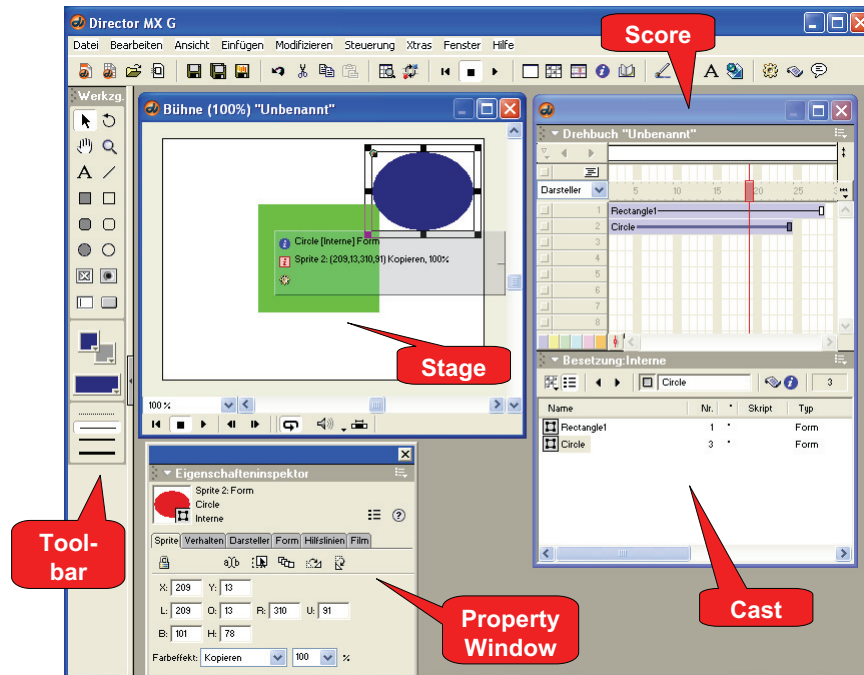 Director MX G
Datei Bearbeiten Ansicht Einfügen Modifizieren Steuerung Xtras Fenster Hilfe
Score
Werkzg.
Bühne (100%) "Unbenannt"
Circle [Interne] Form
Sprite 2: (209,13,310,91) Kopieren, 100%
Stage
100 %
Drehbuch "Unbenannt"
Darsteller
5 10 15 20 25
1 Rectangle1
2 Circle
3
4
5
6
7
8
Besetzung:Interne
Circle 3
Name Nr. * Skript Typ
Rectangle1 1 * Form
Circle 3 * Form
Cast
Tool-
bar
Eigenschafteninspektor
Sprite 2: Form
Circle
Interne
Sprite Verhalten Darsteller Form Hilfslinien Film
X: 209 Y: 13
L: 209 O: 13 R: 310 U: 91
B: 101 H: 78
Farbeffekt: Kopieren 100 %
Property
Window